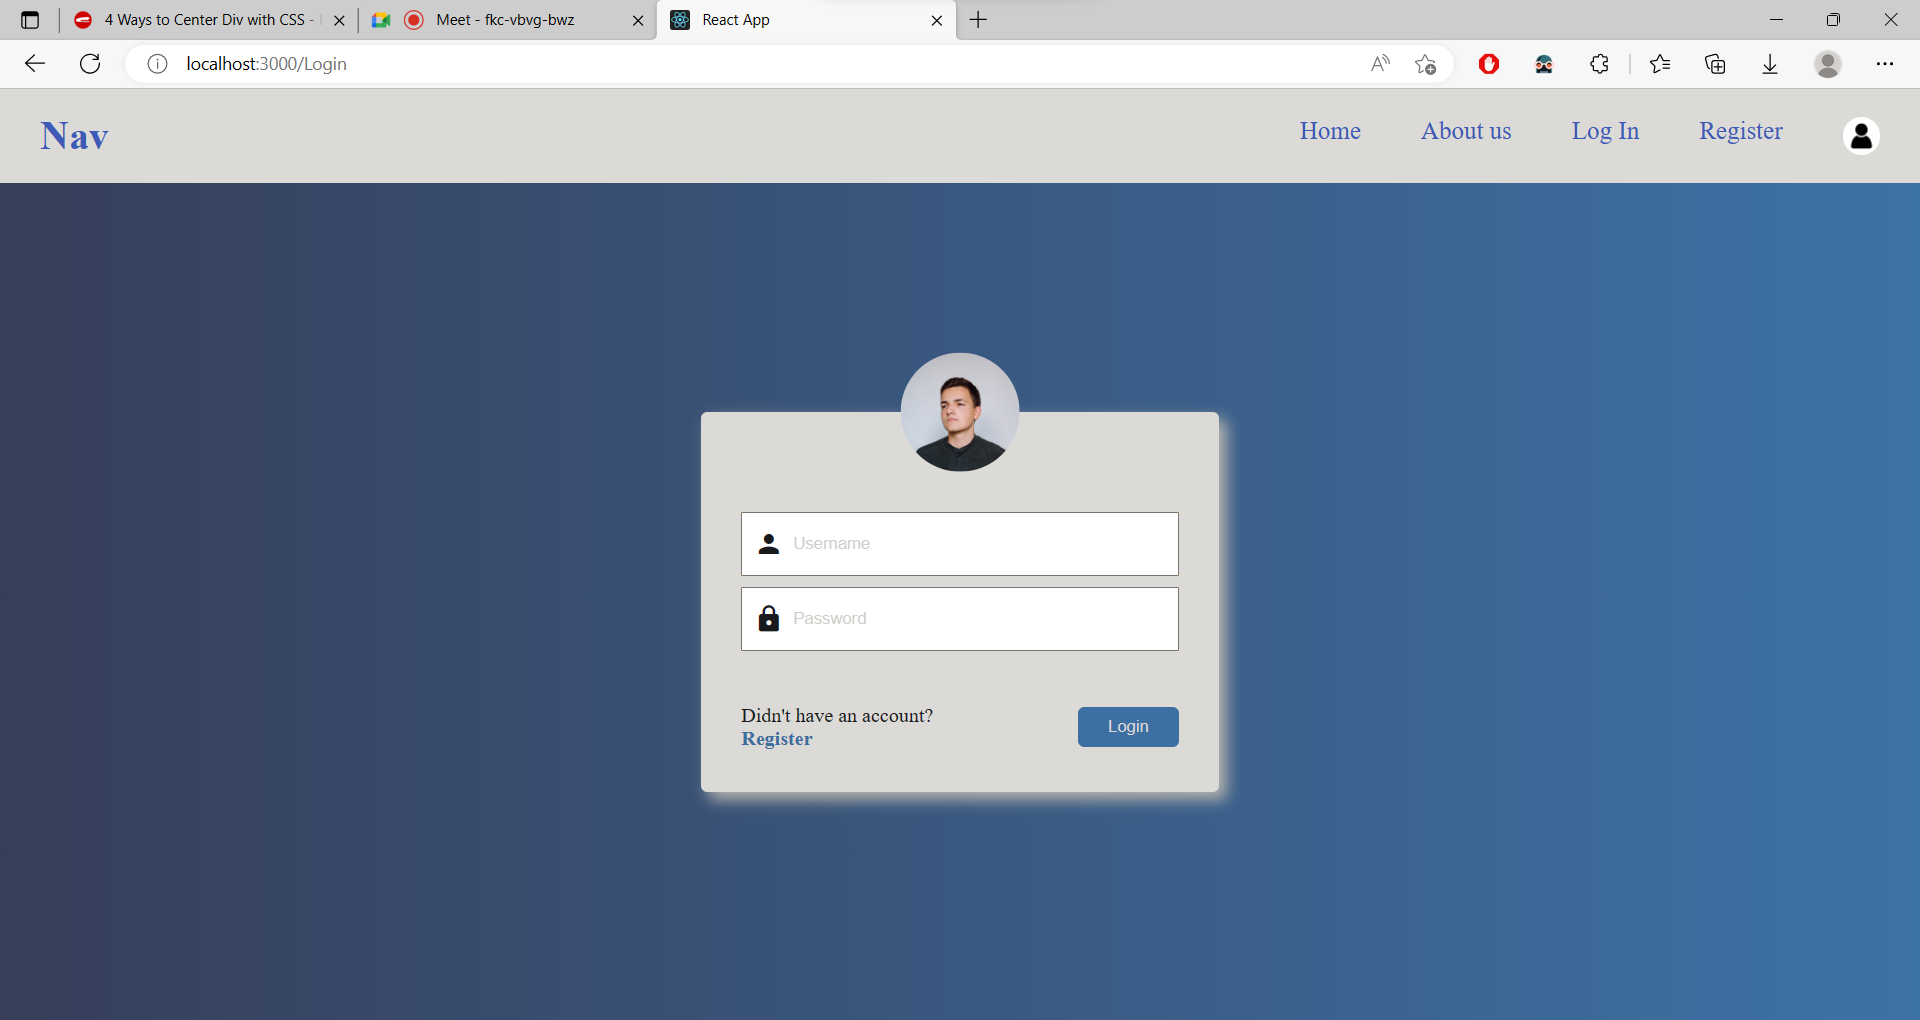 4 Ways to Center Div with CSS -
Meet - fkc-vbvg-bwz
React App
localhost:3000/Login
Nav
Home
About us
Log In
Register
Username
Password
Didn't have an account?
Register
Login